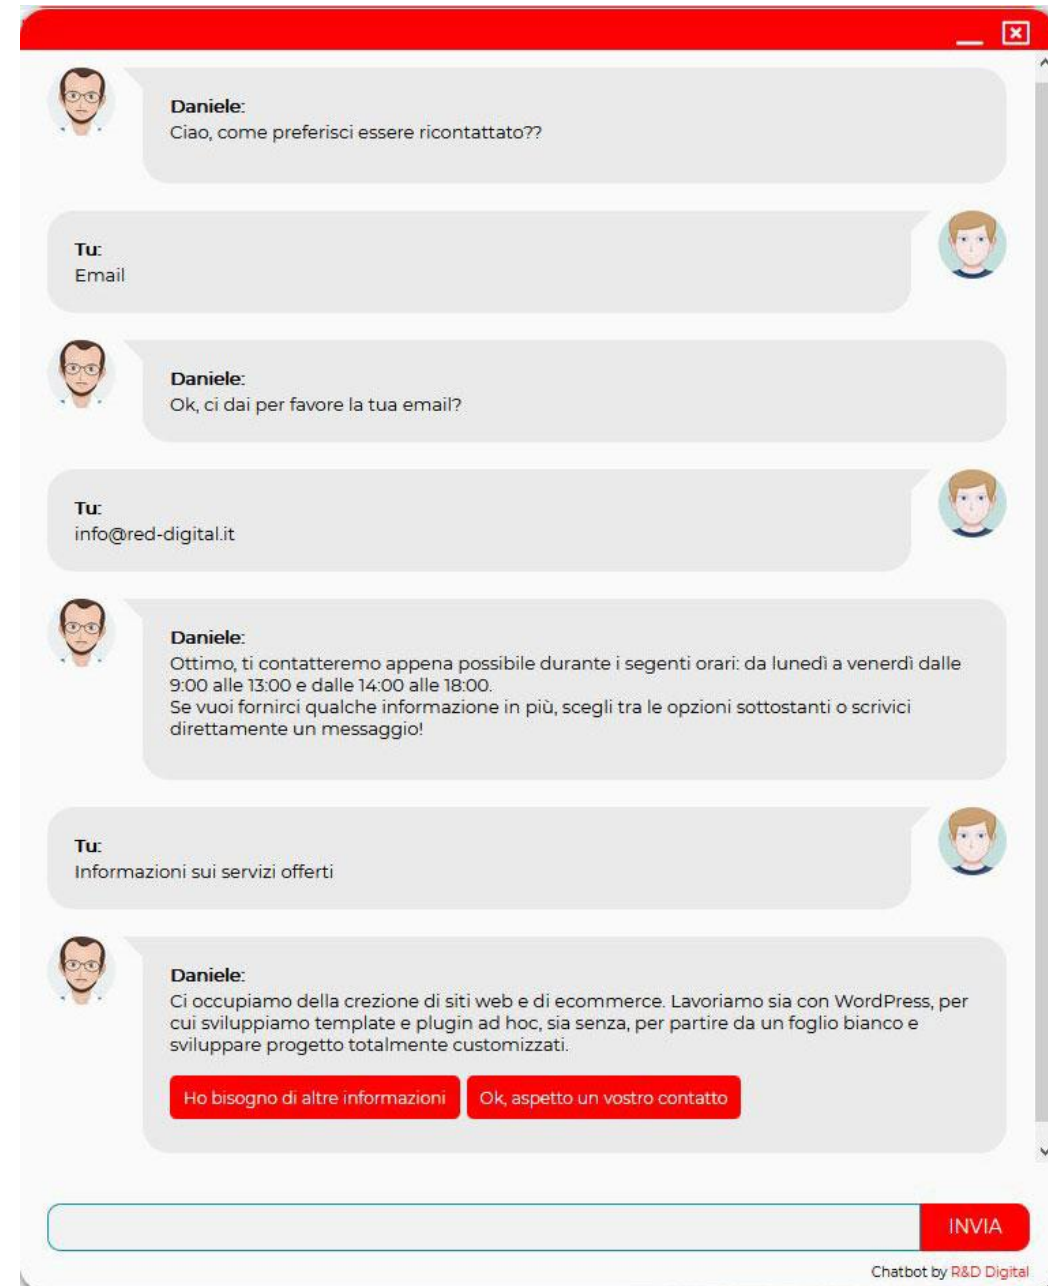 Daniele:
Ciao, come preferisci essere ricontattato??
Tu:
Email
Daniele:
Ok, ci dai per favore la tua email?
Tu:
info@red-digital.it
Daniele:
Ottimo, ti contatteremo appena possibile durante i segenti orari: da lunedì a venerdì dalle
9:00 alle 13:00 e dalle 14:00 alle 18:00.
Se vuoi fornirci qualche informazione in più, scegli tra le opzioni sottostanti o scrivici
direttamente un messaggio!
Tu:
Informazioni sui servizi offerti
Daniele:
Ci occupiamo della crezione di siti web e di ecommerce. Lavoriamo sia con WordPress, per
cui sviluppiamo template e plugin ad hoc, sia senza, per partire da un foglio bianco e
sviluppare progetto totalmente customizzati.
Ho bisogno di altre informazioni Ok, aspetto un vostro contatto
INVIA
Chatbot by R&D Digital